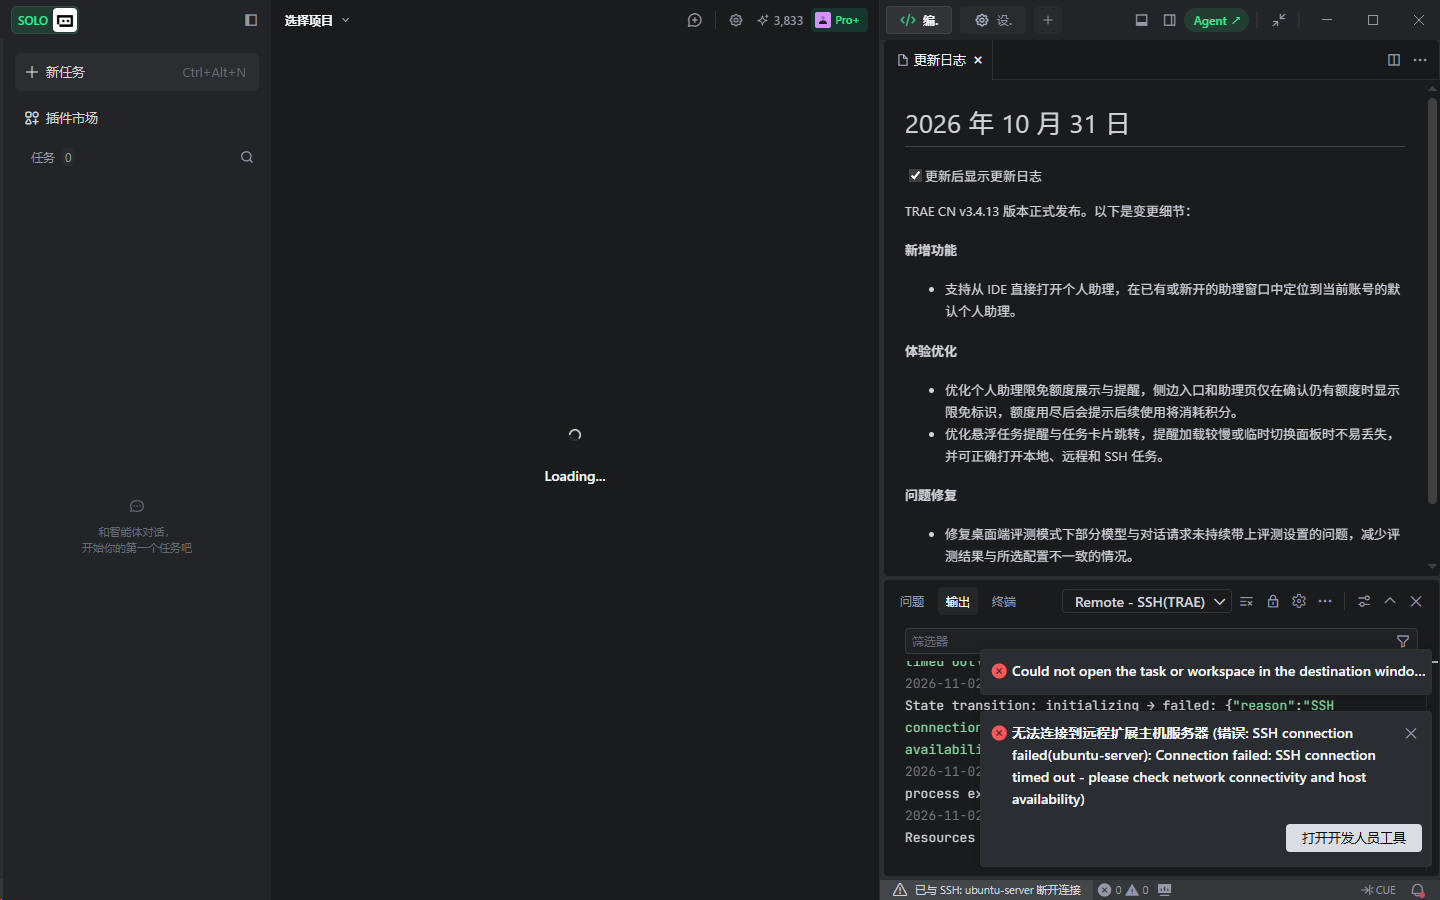 SOLO
选择项目
3,833
Pro+
编.
设.
Agent
新任务
Ctrl+Alt+N
插件市场
任务 0
和智能体对话，
开始你的第一个任务吧
Loading...
更新日志
2026 年 10 月 31 日
更新后显示更新日志
TRAE CN v3.4.13 版本正式发布。以下是变更细节：
新增功能
支持从 IDE 直接打开个人助理，在已有或新开的助理窗口中定位到当前账号的默
认个人助理。
体验优化
优化个人助理限免额度展示与提醒，侧边入口和助理页仅在确认仍有额度时显示
限免标识，额度用尽后会提示后续使用将消耗积分。
优化悬浮任务提醒与任务卡片跳转，提醒加载较慢或临时切换面板时不易丢失，
并可正确打开本地、远程和 SSH 任务。
问题修复
修复桌面端评测模式下部分模型与对话请求未持续带上评测设置的问题，减少评
测结果与所选配置不一致的情况。
问题
输出
终端
Remote - SSH(TRAE)
筛选器
timed out
2026-11-02
State transition: initializing → failed: {"reason":"SSH
connection
availabili
2026-11-02
process ex
2026-11-02
Resources
Could not open the task or workspace in the destination windo...
无法连接到远程扩展主机服务器 (错误: SSH connection
failed(ubuntu-server): Connection failed: SSH connection
timed out - please check network connectivity and host
availability)
打开开发人员工具
已与 SSH: ubuntu-server 断开连接
0
0
CUE